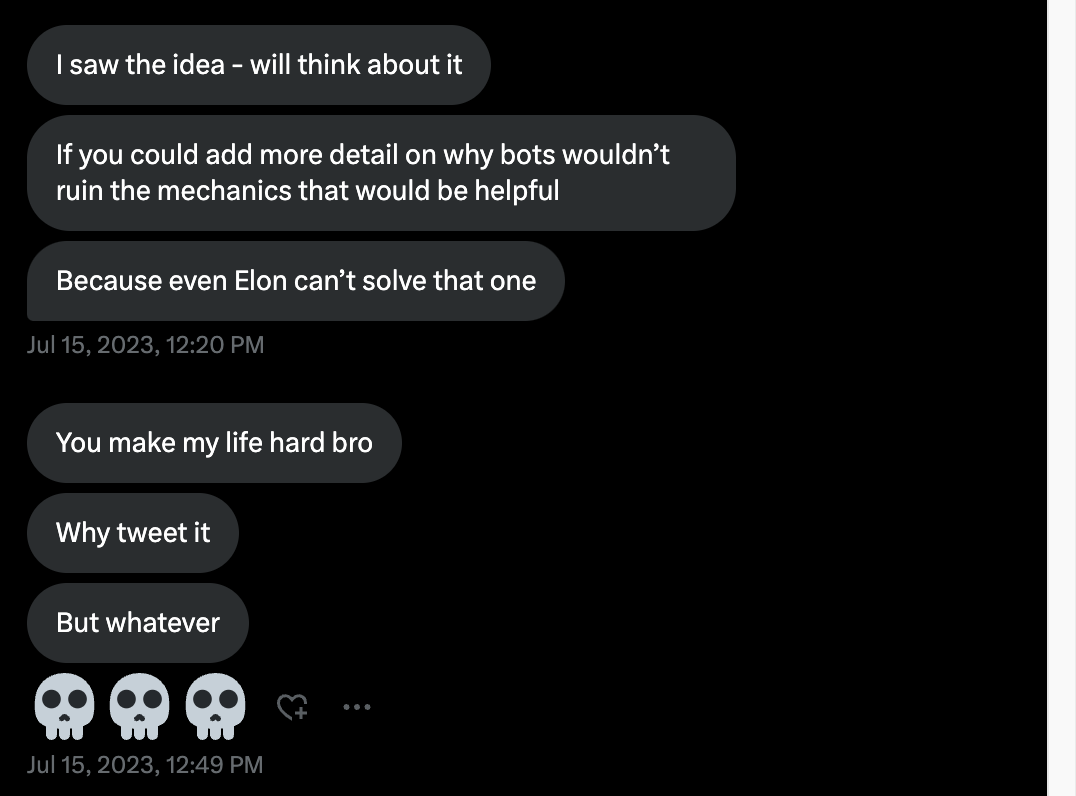 I saw the idea - will think about it
If you could add more detail on why bots wouldn't
ruin the mechanics that would be helpful
Because even Elon can't solve that one
Jul 15, 2023, 12:20 PM
You make my life hard bro
Why tweet it
But whatever
💀💀💀
Jul 15, 2023, 12:49 PM